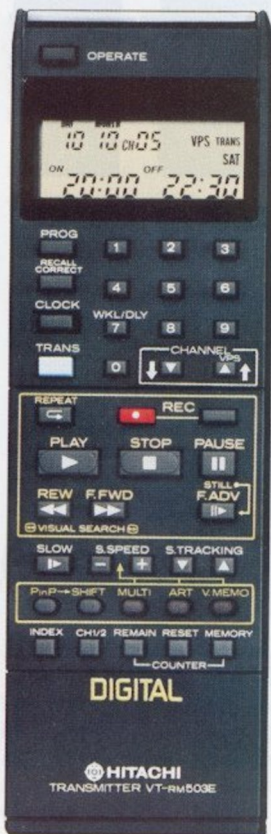 OPERATE
DAY MONTH
10 10 CH 05 VPS TRANS
SAT
ON 20:00 OFF 22:30
PROG 1 2 3
RECALL
CORRECT 4 5 6
CLOCK WKL/DLY 7 8 9
TRANS 0 CHANNEL
VPS
REPEAT REC
PLAY STOP PAUSE
STILL
REW F.FWD F.ADV
VISUAL SEARCH
SLOW S.SPEED S.TRACKING
− +
PinP→SHIFT MULTI ART V.MEMO
INDEX CH1/2 REMAIN RESET MEMORY
COUNTER
DIGITAL
HITACHI
TRANSMITTER VT-RM503E